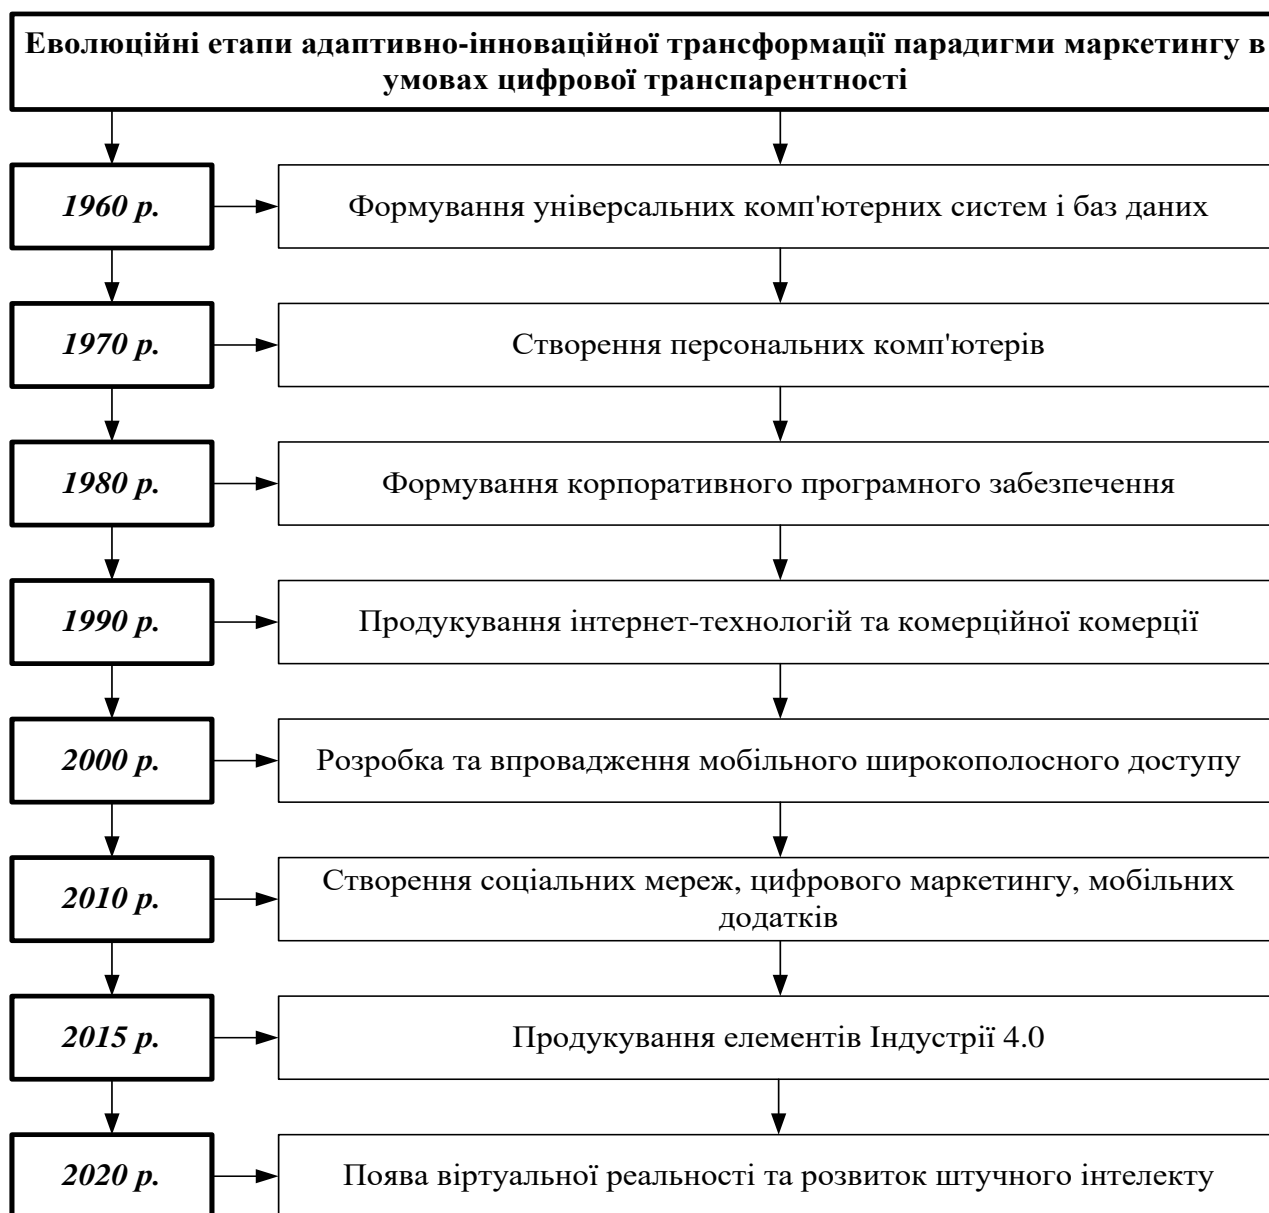 Еволюційні етапи адаптивно-інноваційної трансформації парадигми маркетингу в
умовах цифрової транспарентності
1960 р.
Формування універсальних комп'ютерних систем і баз даних
1970 р.
Створення персональних комп'ютерів
1980 р.
Формування корпоративного програмного забезпечення
1990 р.
Продукування інтернет-технологій та комерційної комерції
2000 р.
Розробка та впровадження мобільного широкополосного доступу
2010 р.
Створення соціальних мереж, цифрового маркетингу, мобільних
додатків
2015 р.
Продукування елементів Індустрії 4.0
2020 р.
Поява віртуальної реальності та розвиток штучного інтелекту